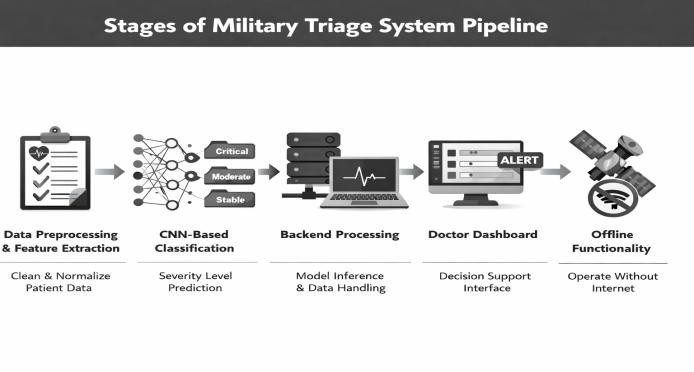 Stages of Military Triage System Pipeline
Critical
Moderate
Stable
ALERT
Data Preprocessing
& Feature Extraction
Clean & Normalize
Patient Data
CNN-Based
Classification
Severity Level
Prediction
Backend Processing
Model Inference
& Data Handling
Doctor Dashboard
Decision Support
Interface
Offline
Functionality
Operate Without
Internet